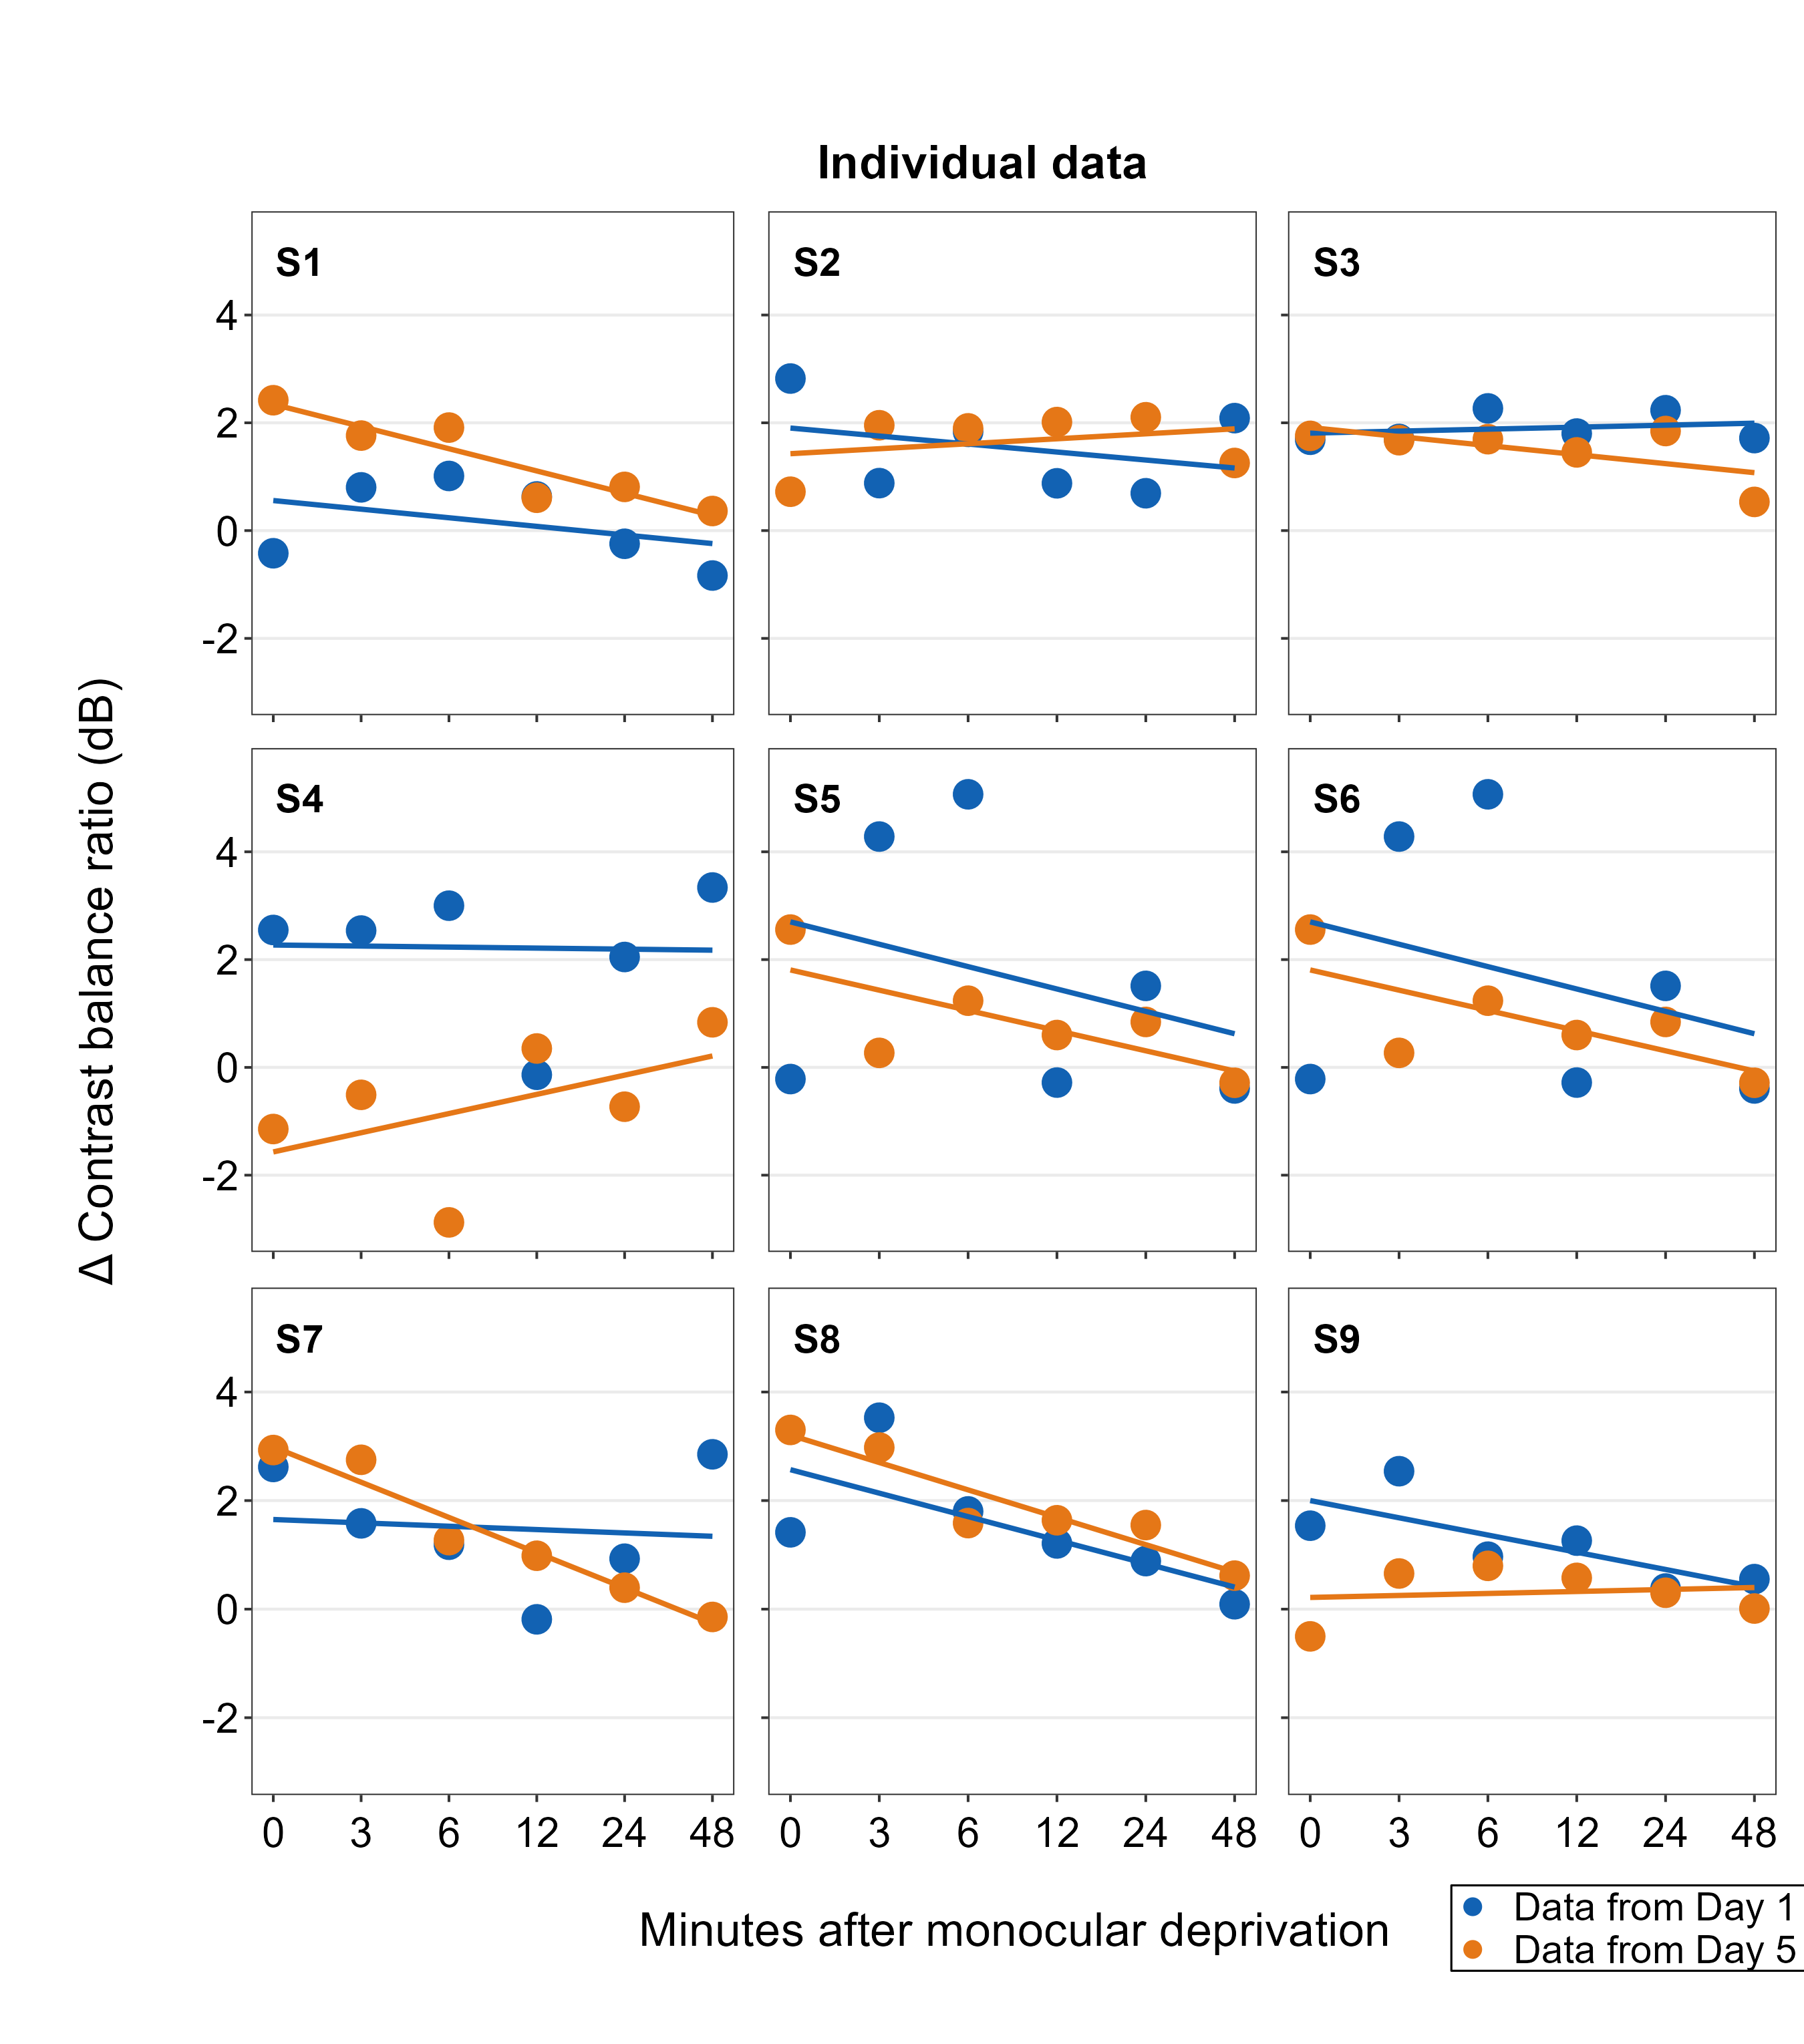 Individual data
S1
S2
S3
4
2
0
-2
S4
S5
S6
4
2
0
-2
S7
S8
S9
4
2
0
-2
0 3 6 12 24 48
0 3 6 12 24 48
0 3 6 12 24 48
Δ Contrast balance ratio (dB)
Minutes after monocular deprivation
Data from Day 1
Data from Day 5